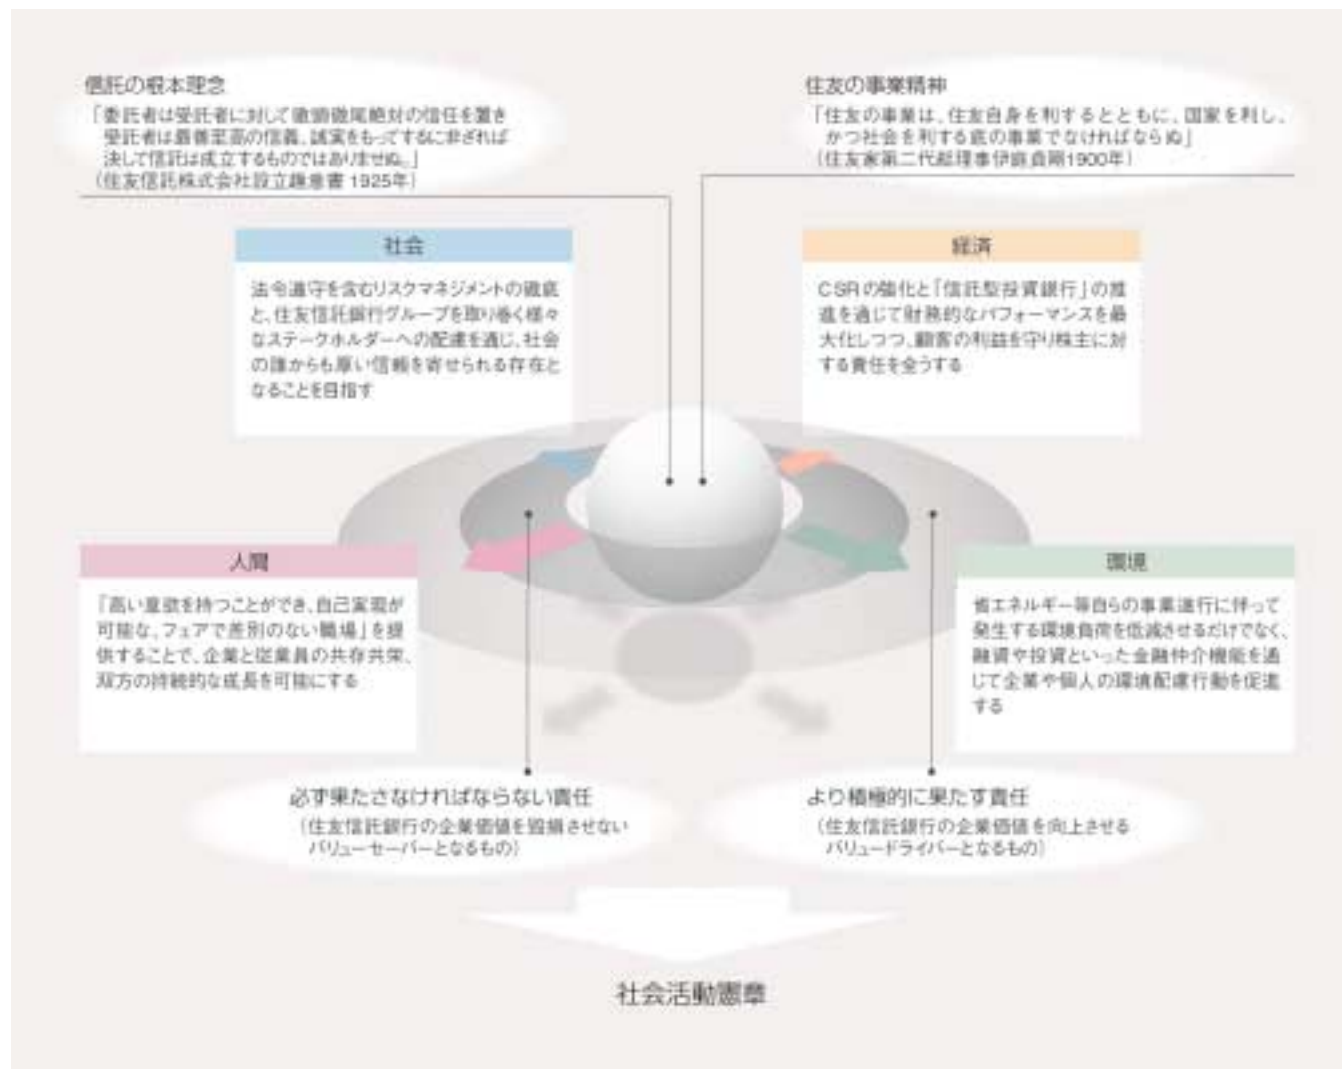 信託の根本理念
「委託者は受託者に対して徹頭徹尾絶対の信任を置き
受託者は最善至高の信義、誠実をもってするに非ざれば
決して信託は成立するものではありませぬ。」
（住友信託株式会社設立趣意書 1925年）
住友の事業精神
「住友の事業は、住友自身を利するとともに、国家を利し、
かつ社会を利する底の事業でなければならぬ」
（住友家第二代総理事伊庭貞剛1900年）
社会
法令遵守を含むリスクマネジメントの徹底
と、住友信託銀行グループを取り巻く様々
なステークホルダーへの配慮を通じ、社会
の誰からも厚い信頼を寄せられる存在と
なることを目指す
経済
CSRの強化と「信託型投資銀行」の推
進を通じて財務的なパフォーマンスを最
大化しつつ、顧客の利益を守り株主に対
する責任を全うする
人間
「高い意欲を持つことができ、自己実現が
可能な、フェアで差別のない職場」を提
供することで、企業と従業員の共存共栄、
双方の持続的な成長を可能にする
環境
省エネルギー等自らの事業遂行に伴って
発生する環境負荷を低減させるだけでなく、
融資や投資といった金融仲介機能を通
じて企業や個人の環境配慮行動を促進
する
必ず果たさなければならない責任
（住友信託銀行の企業価値を毀損させない
バリューセーバーとなるもの）
より積極的に果たす責任
（住友信託銀行の企業価値を向上させる
バリュードライバーとなるもの）
社会活動憲章